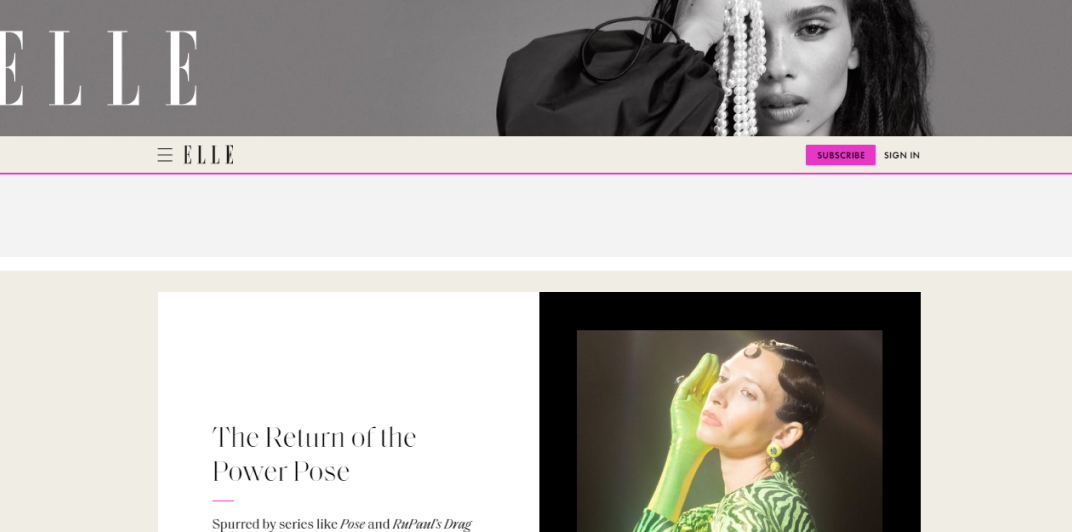 ELLE
ELLE
SUBSCRIBE SIGN IN
The Return of the
Power Pose
Spurred by series like Pose and RuPaul's Drag